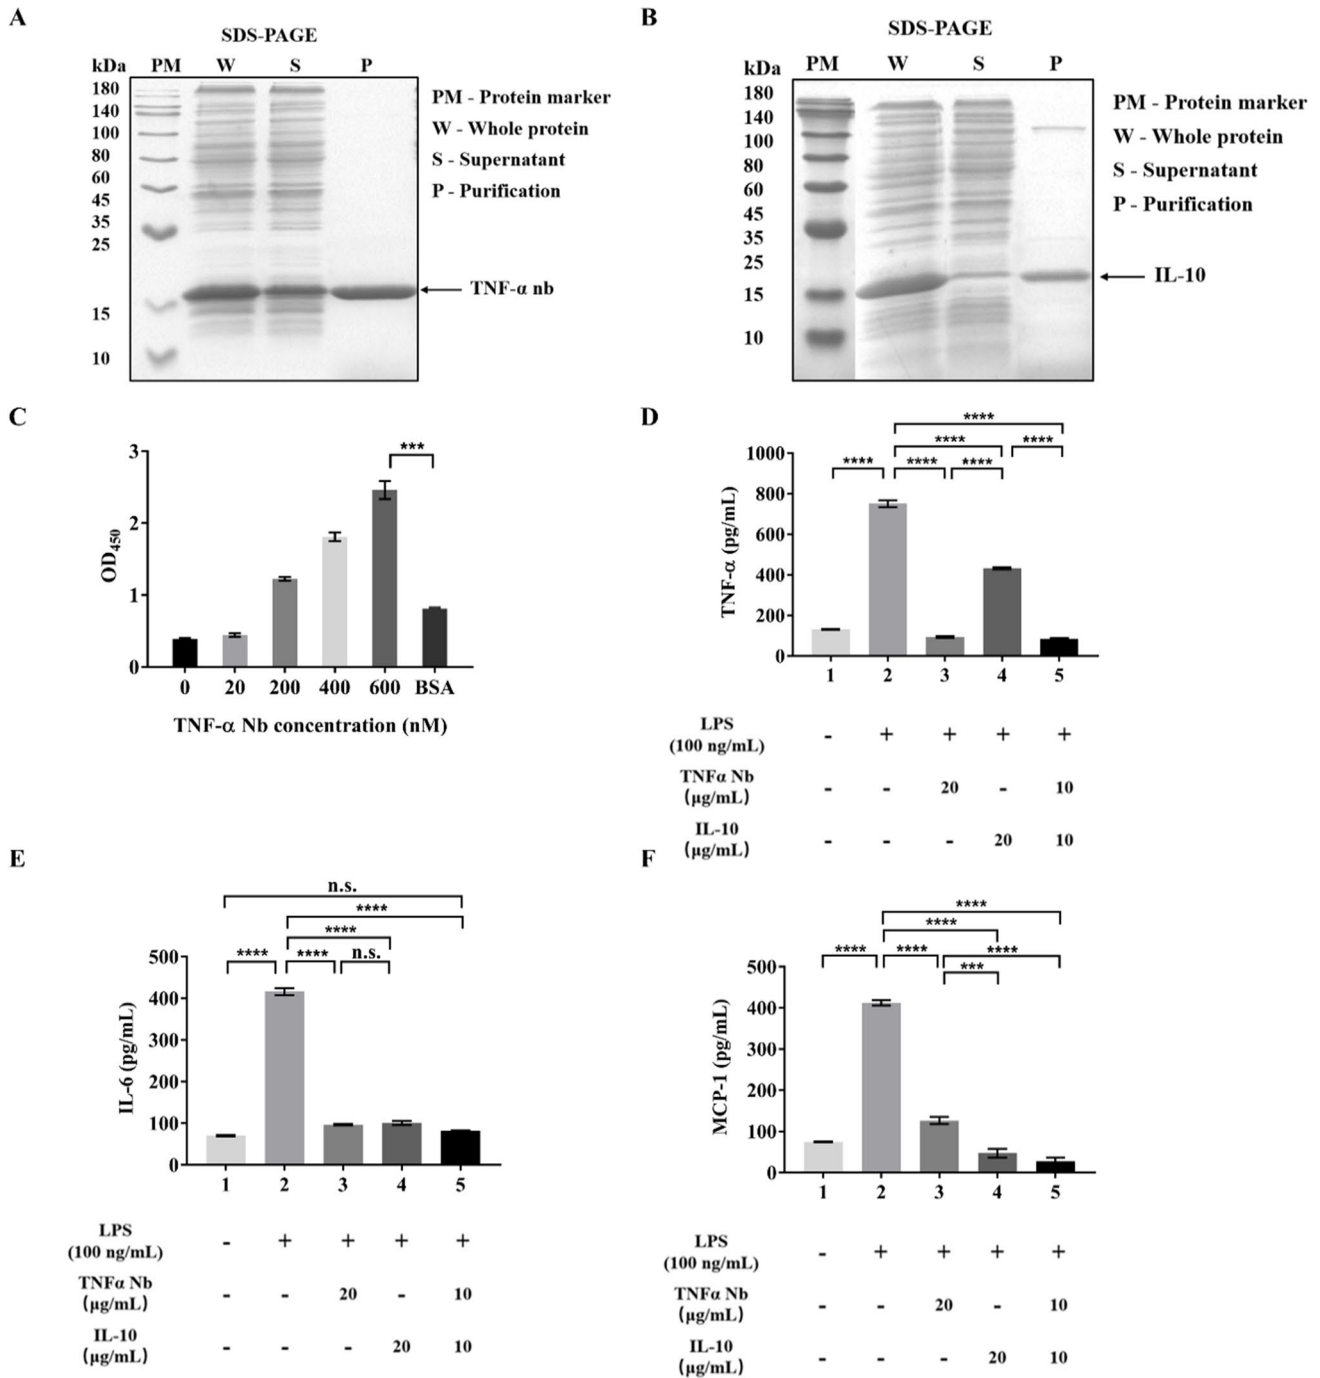 A
SDS-PAGE
kDa PM W S P
180
140
100
80
60
45
35
25
15
10
PM - Protein marker
W - Whole protein
S - Supernatant
P - Purification
TNF-α nb
B
SDS-PAGE
kDa PM W S P
180
140
100
80
60
45
35
25
15
10
PM - Protein marker
W - Whole protein
S - Supernatant
P - Purification
IL-10
C
***
3
2
1
0
OD450
0 20 200 400 600 BSA
TNF-α Nb concentration (nM)
D
****
**** ****
**** **** ****
1000
800
600
400
200
0
TNF-α (pg/mL)
1 2 3 4 5
LPS
(100 ng/mL) - + + + +
TNFα Nb
(μg/mL) - - 20 - 10
IL-10
(μg/mL) - - - 20 10
E
n.s.
****
****
**** **** n.s.
500
400
300
200
100
0
IL-6 (pg/mL)
1 2 3 4 5
LPS
(100 ng/mL) - + + + +
TNFα Nb
(μg/mL) - - 20 - 10
IL-10
(μg/mL) - - - 20 10
F
****
****
**** **** ****
***
500
400
300
200
100
0
MCP-1 (pg/mL)
1 2 3 4 5
LPS
(100 ng/mL) - + + + +
TNFα Nb
(μg/mL) - - 20 - 10
IL-10
(μg/mL) - - - 20 10